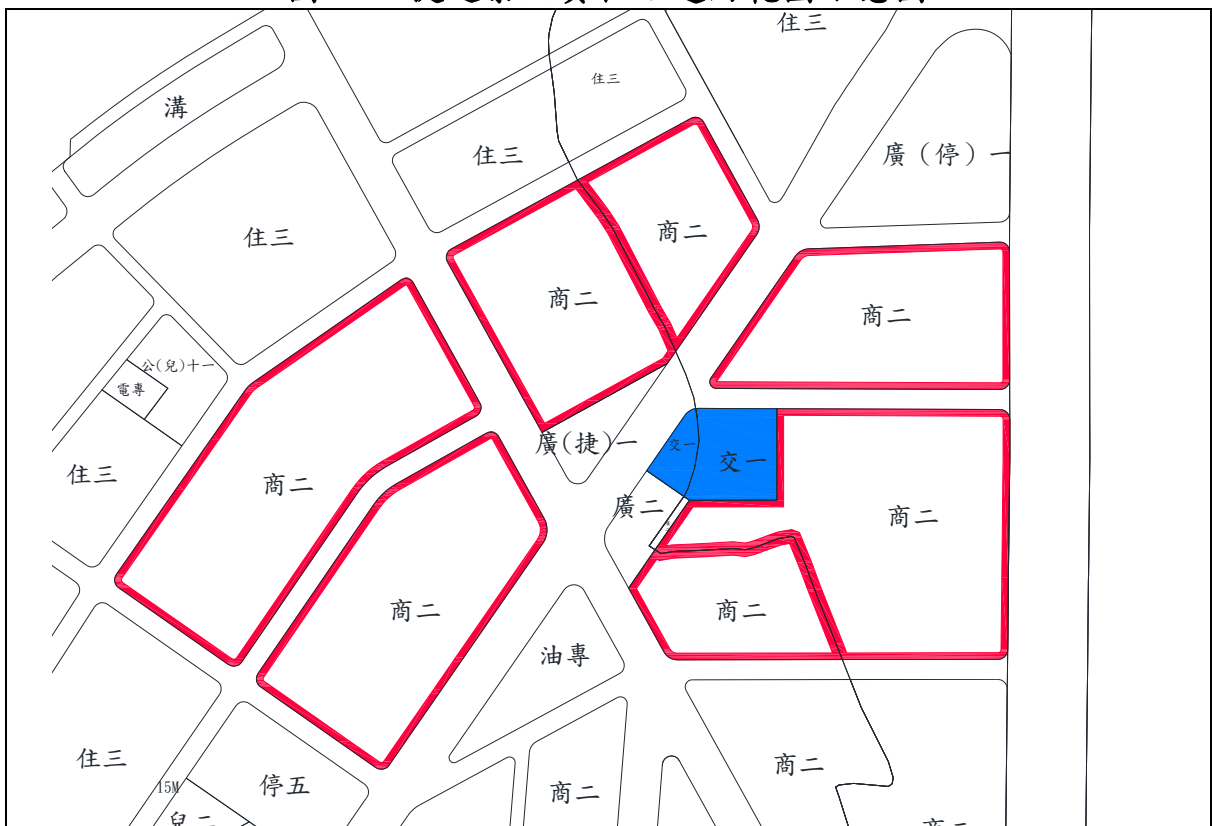 住三
住三
溝
住三
廣（停）一
住三
商二
商二
商二
公(兒)十一
電專
廣(捷)一
交一
交一
住三
商二
廣二
商二
商二
商二
油專
住三
15M
停五
商二
商二